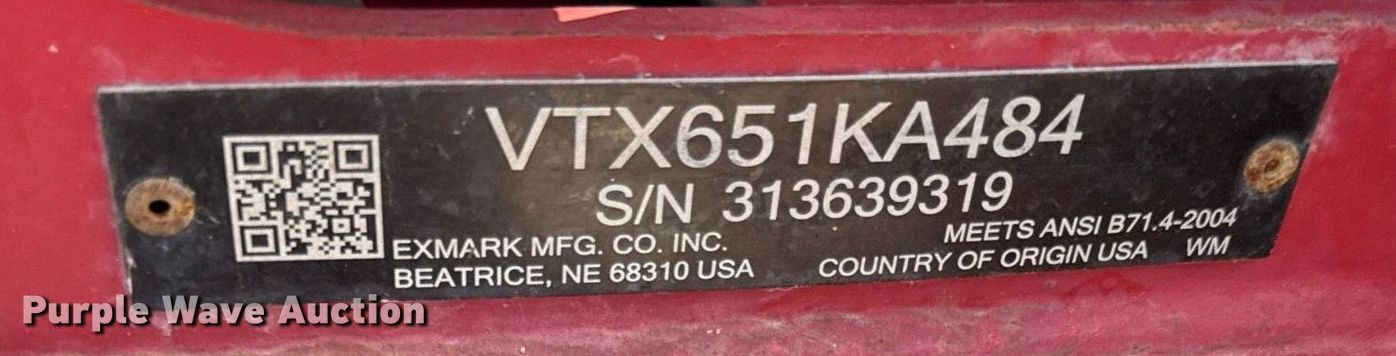 VTX651KA484
S/N 313639319
EXMARK MFG. CO. INC.
BEATRICE, NE 68310 USA
MEETS ANSI B71.4-2004
COUNTRY OF ORIGIN USA WM
Purple Wave Auction